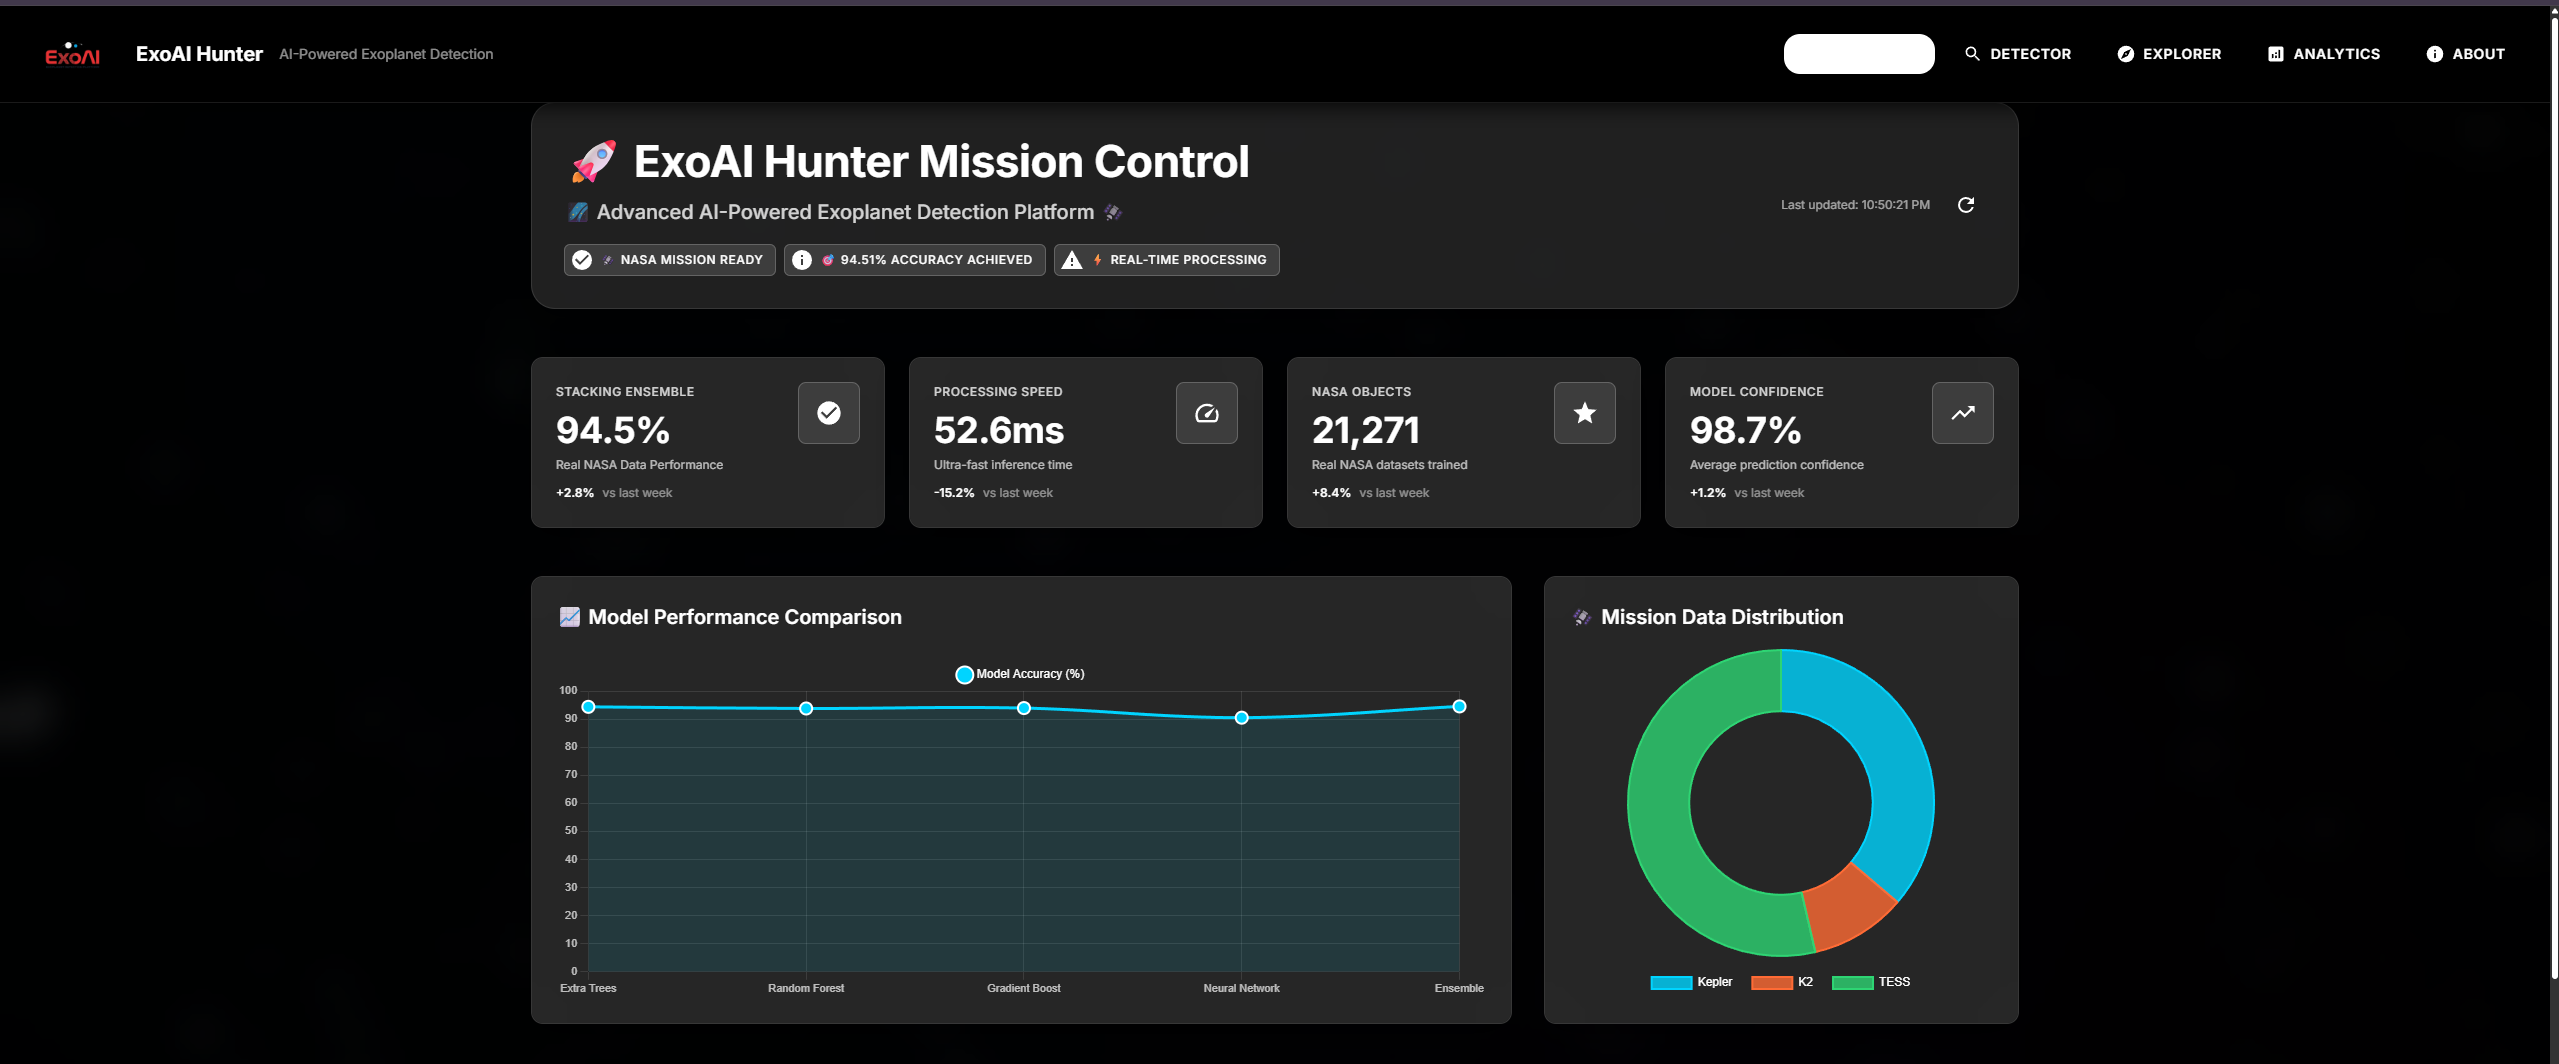 ExoAI
ExoAI Hunter
AI-Powered Exoplanet Detection
DETECTOR
EXPLORER
ANALYTICS
ABOUT
🚀 ExoAI Hunter Mission Control
🌌 Advanced AI-Powered Exoplanet Detection Platform 🛰️
Last updated: 10:50:21 PM
🛰️ NASA MISSION READY
🎯 94.51% ACCURACY ACHIEVED
⚡ REAL-TIME PROCESSING
STACKING ENSEMBLE
94.5%
Real NASA Data Performance
+2.8% vs last week
PROCESSING SPEED
52.6ms
Ultra-fast inference time
-15.2% vs last week
NASA OBJECTS
21,271
Real NASA datasets trained
+8.4% vs last week
MODEL CONFIDENCE
98.7%
Average prediction confidence
+1.2% vs last week
📈 Model Performance Comparison
Model Accuracy (%)
100
90
80
70
60
50
40
30
20
10
0
Extra Trees
Random Forest
Gradient Boost
Neural Network
Ensemble
🛰️ Mission Data Distribution
Kepler
K2
TESS